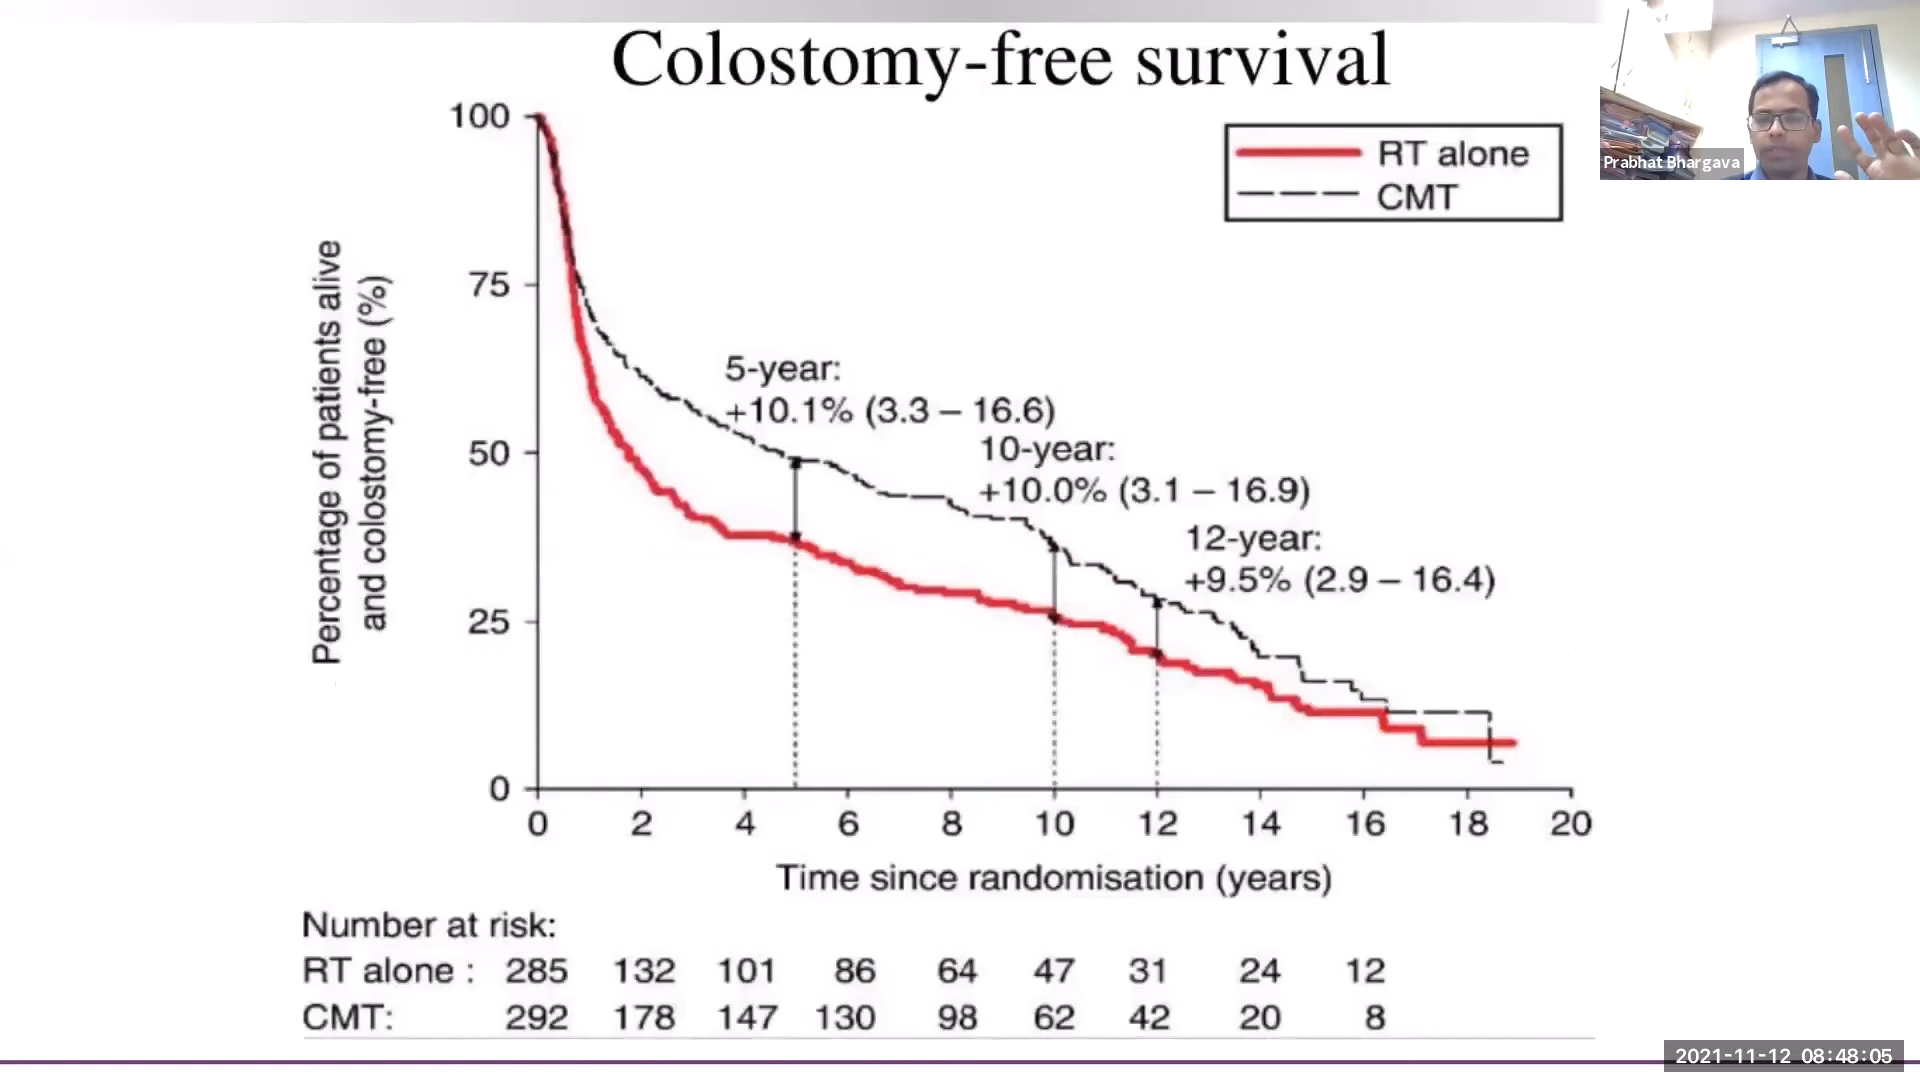 Colostomy-free survival
RT alone
CMT
Prabhat Bhargava
Percentage of patients alive
and colostomy-free (%)
100
75
50
25
0
5-year:
+10.1% (3.3 – 16.6)
10-year:
+10.0% (3.1 – 16.9)
12-year:
+9.5% (2.9 – 16.4)
0 2 4 6 8 10 12 14 16 18 20
Time since randomisation (years)
Number at risk:
RT alone : 285 132 101 86 64 47 31 24 12
CMT: 292 178 147 130 98 62 42 20 8
2021-11-12 08:48:05